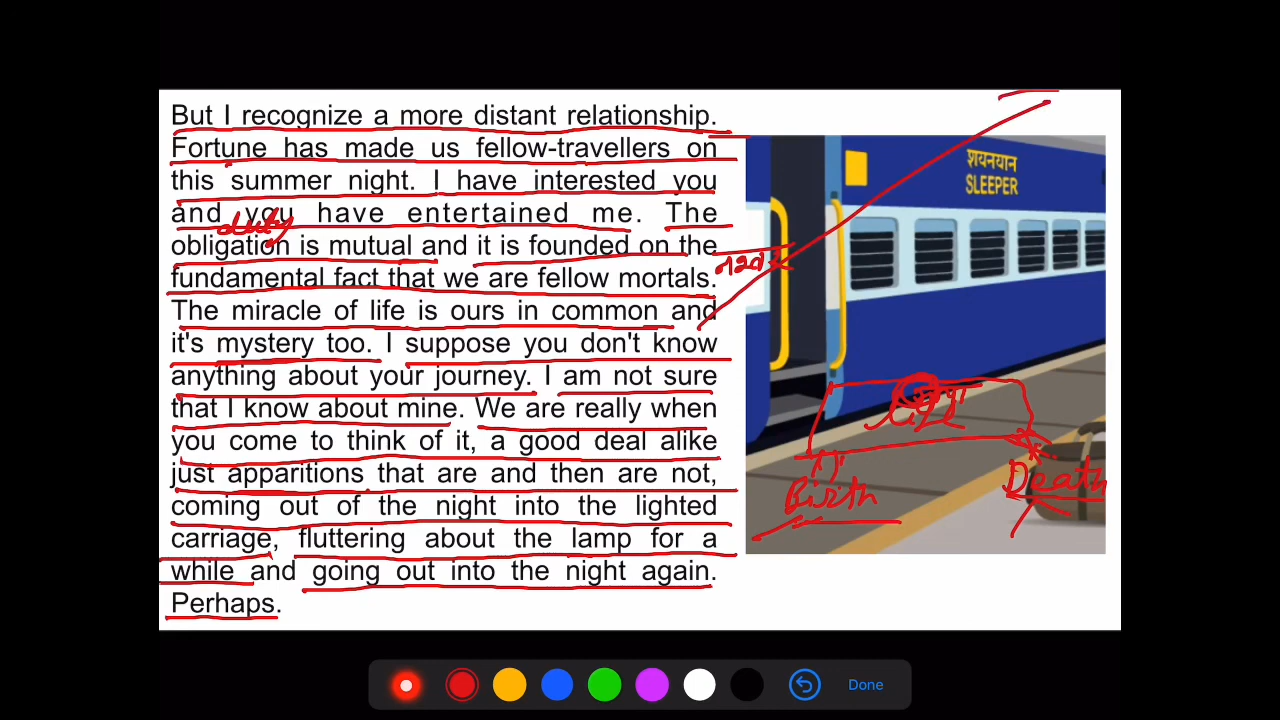 But I recognize a more distant relationship.
Fortune has made us fellow-travellers on
this summer night. I have interested you
and you have entertained me. The
duty
obligation is mutual and it is founded on the
fundamental fact that we are fellow mortals.
The miracle of life is ours in common and
it's mystery too. I suppose you don't know
anything about your journey. I am not sure
that I know about mine. We are really when
you come to think of it, a good deal alike
just apparitions that are and then are not,
coming out of the night into the lighted
carriage, fluttering about the lamp for a
while and going out into the night again.
Perhaps.
शयनयान
SLEEPER
Birth
Death
Done